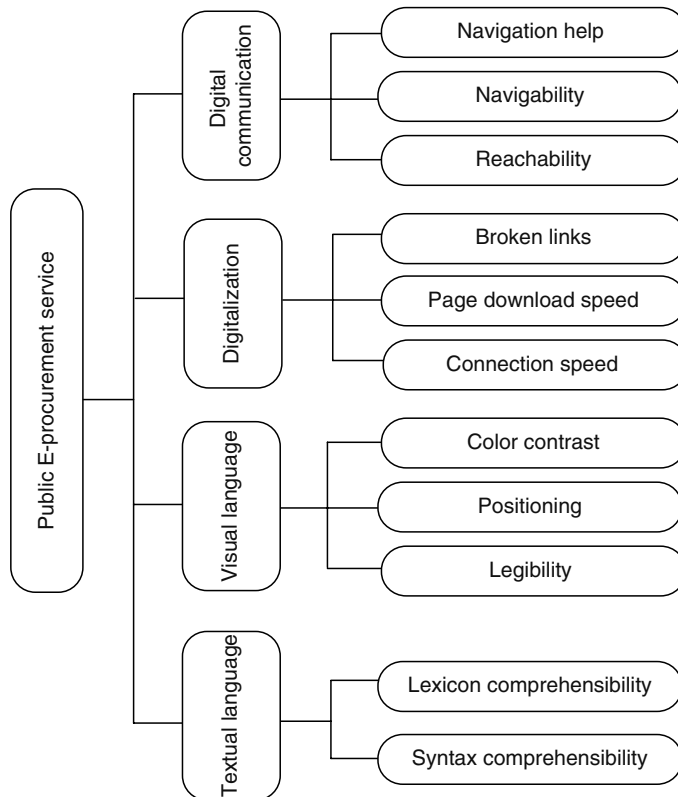 Public E-procurement service
Digital
communication
Navigation help
Navigability
Reachability
Digitalization
Broken links
Page download speed
Connection speed
Visual language
Color contrast
Positioning
Legibility
Textual language
Lexicon comprehensibility
Syntax comprehensibility